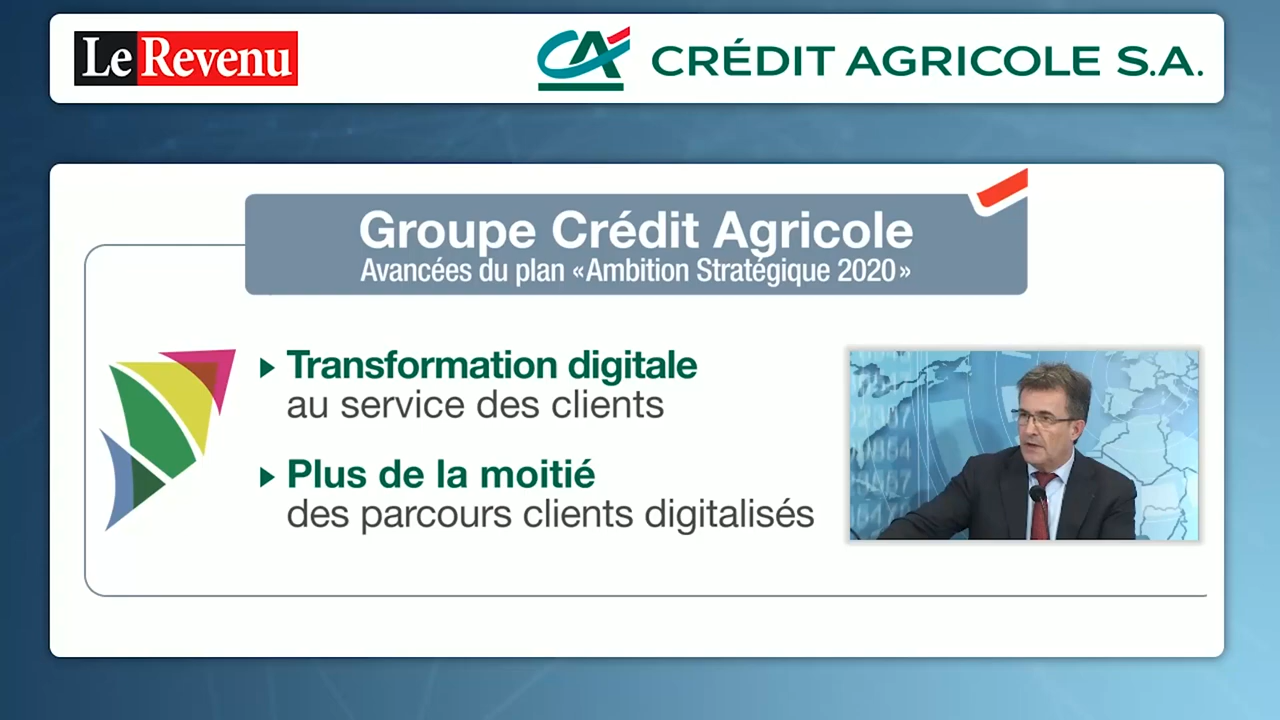 Le Revenu
CRÉDIT AGRICOLE S.A.
Groupe Crédit Agricole
Avancées du plan «Ambition Stratégique 2020»
Transformation digitale
au service des clients
Plus de la moitié
des parcours clients digitalisés